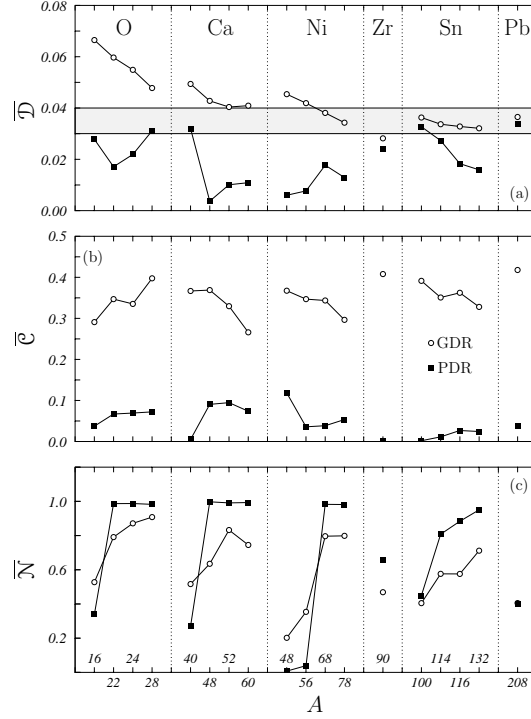 O Ca Ni Zr Sn Pb
0.08
0.06
0.04
0.02
0.00
D
(a)
(b)
0.5
0.4
0.3
0.2
0.1
0.0
C
GDR
PDR
(c)
1.0
0.6
0.2
N
16 24 40 52 48 68 90 114 132
22 28 48 60 56 78 100 116 208
A